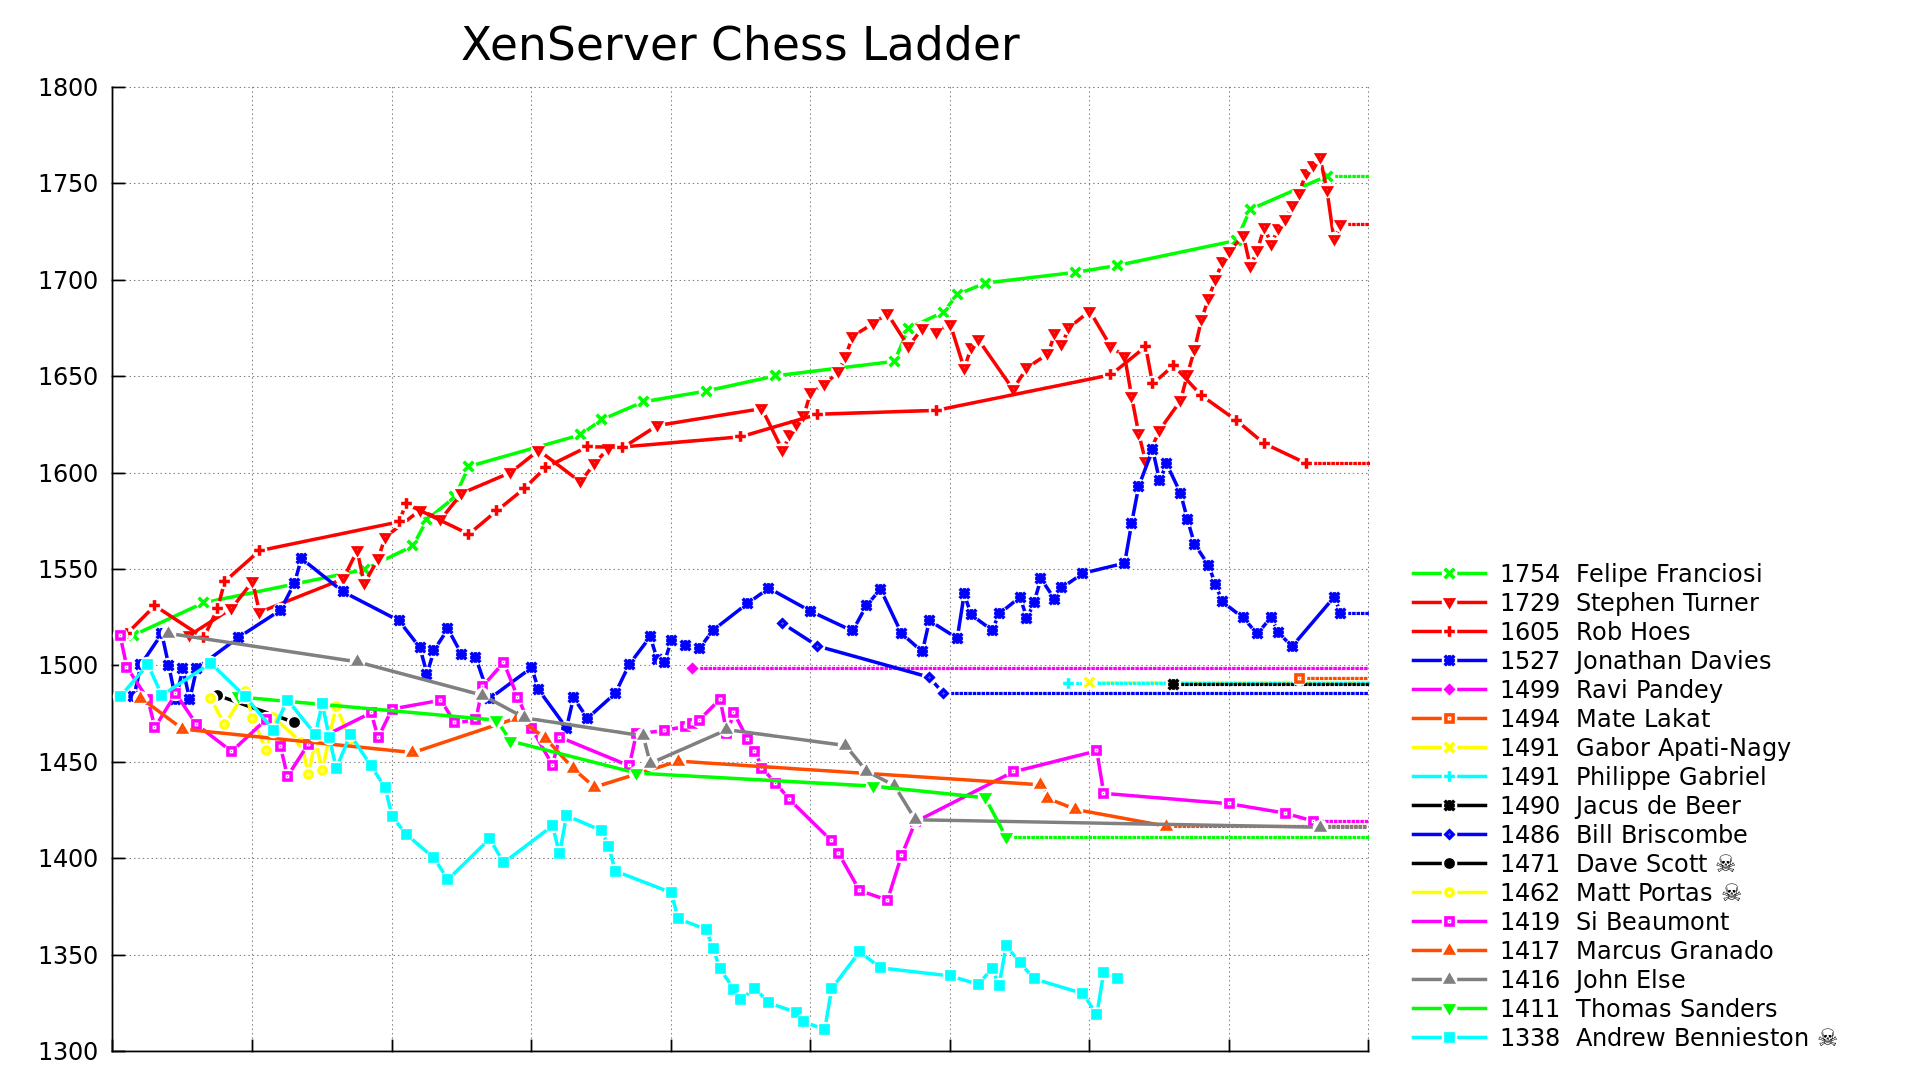 XenServer Chess Ladder
1800
1750
1700
1650
1600
1550
1500
1450
1400
1350
1300
1754 Felipe Franciosi
1729 Stephen Turner
1605 Rob Hoes
1527 Jonathan Davies
1499 Ravi Pandey
1494 Mate Lakat
1491 Gabor Apati-Nagy
1491 Philippe Gabriel
1490 Jacus de Beer
1486 Bill Briscombe
1471 Dave Scott ☠
1462 Matt Portas ☠
1419 Si Beaumont
1417 Marcus Granado
1416 John Else
1411 Thomas Sanders
1338 Andrew Bennieston ☠